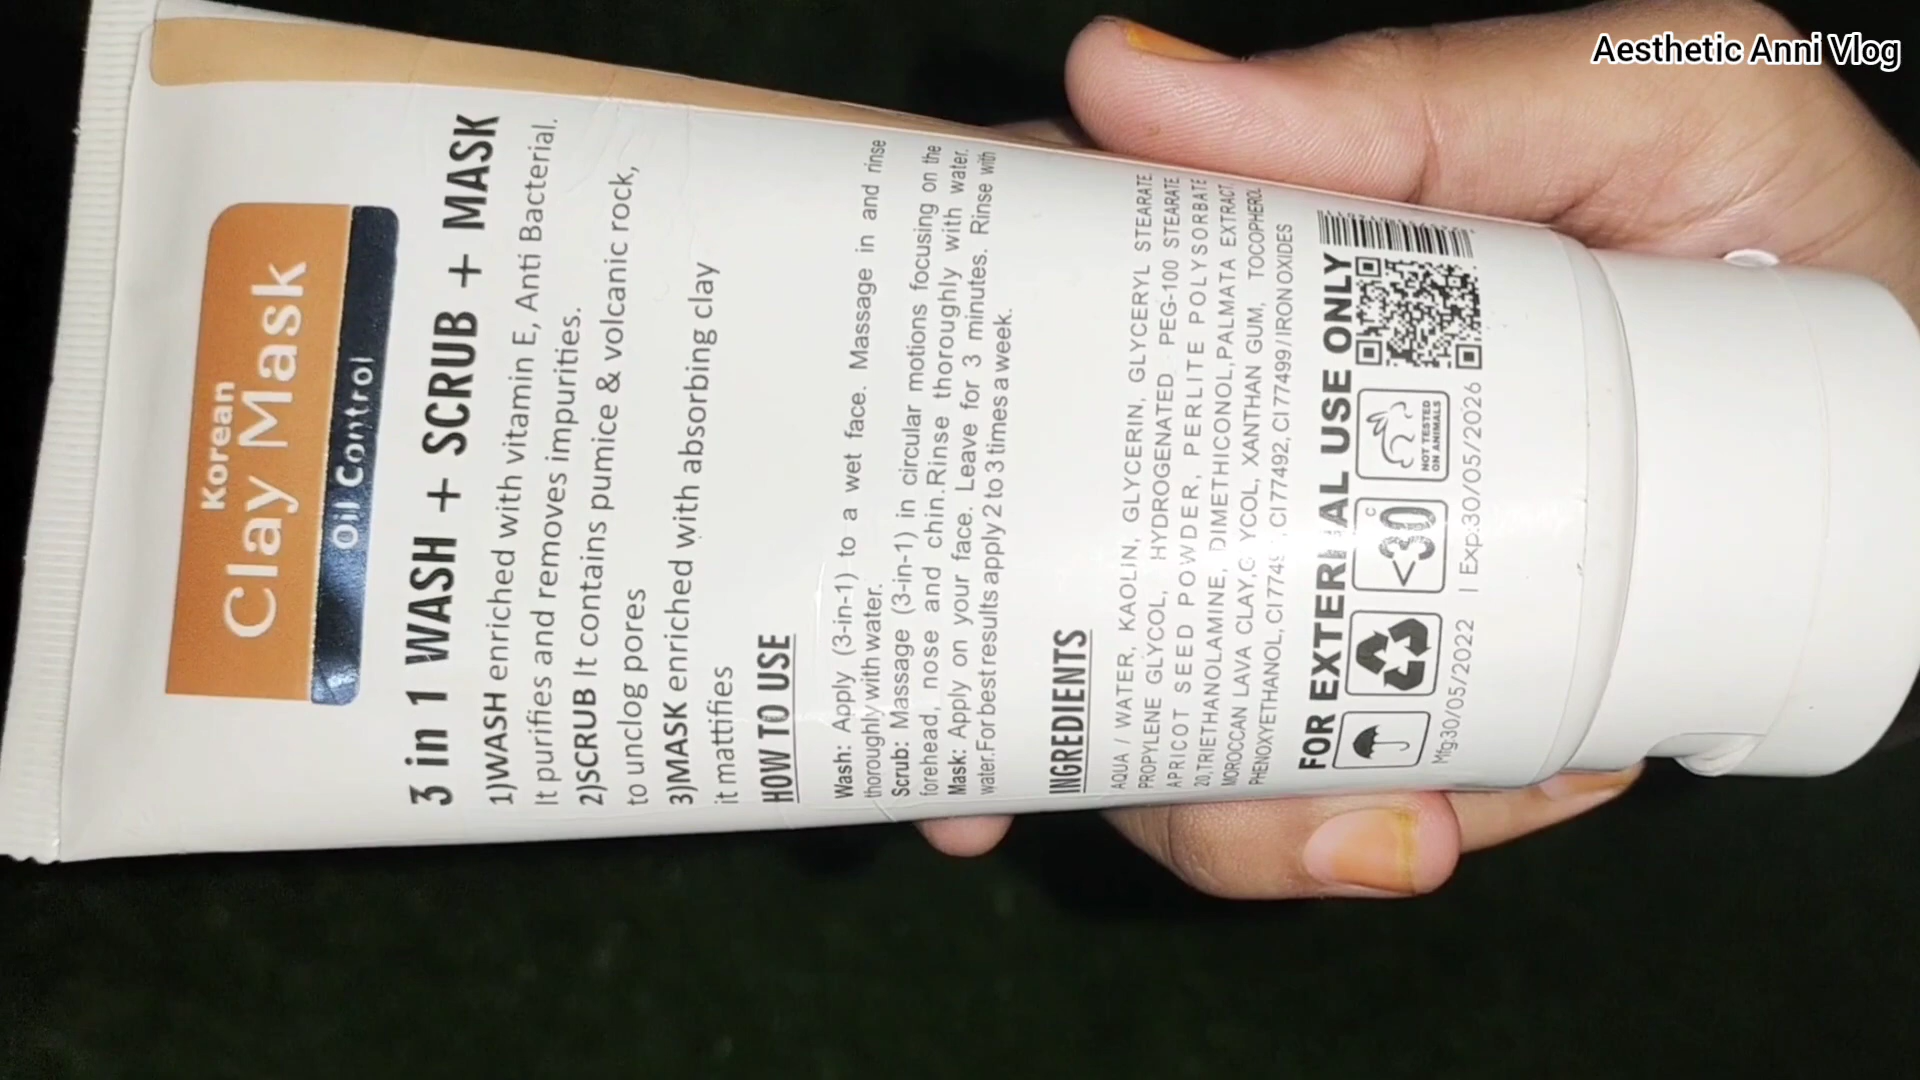 Aesthetic Anni Vlog
Korean
Clay Mask
Oil Control
3 in 1 WASH + SCRUB + MASK
1)WASH enriched with vitamin E, Anti Bacterial.
It purifies and removes impurities.
2)SCRUB It contains pumice & volcanic rock,
to unclog pores
3)MASK enriched with absorbing clay
it mattifies
HOW TO USE
Wash: Apply (3-in-1) to a wet face. Massage in and rinse
thoroughly with water.
Scrub: Massage (3-in-1) in circular motions focusing on the
forehead, nose and chin.Rinse thoroughly with water.
Mask: Apply on your face. Leave for 3 minutes. Rinse with
water.For best results apply 2 to 3 times a week.
INGREDIENTS
AQUA / WATER, KAOLIN, GLYCERIN, GLYCERYL STEARATE
PROPYLENE GLYCOL, HYDROGENATED PEG-100 STEARATE
APRICOT SEED POWDER, PERLITE POLYSORBATE
20,TRIETHANOLAMINE, DIMETHICONOL,PALMATA EXTRACT
MOROCCAN LAVA CLAY, XANTHAN GUM, TOCOPHEROL
PHENOXYETHANOL, CI 77492, CI 77499/IRON OXIDES
FOR EXTERNAL USE ONLY
<30 C
NOT TESTED
ON ANIMALS
Mfg:30/05/2022 | Exp:30/05/2026